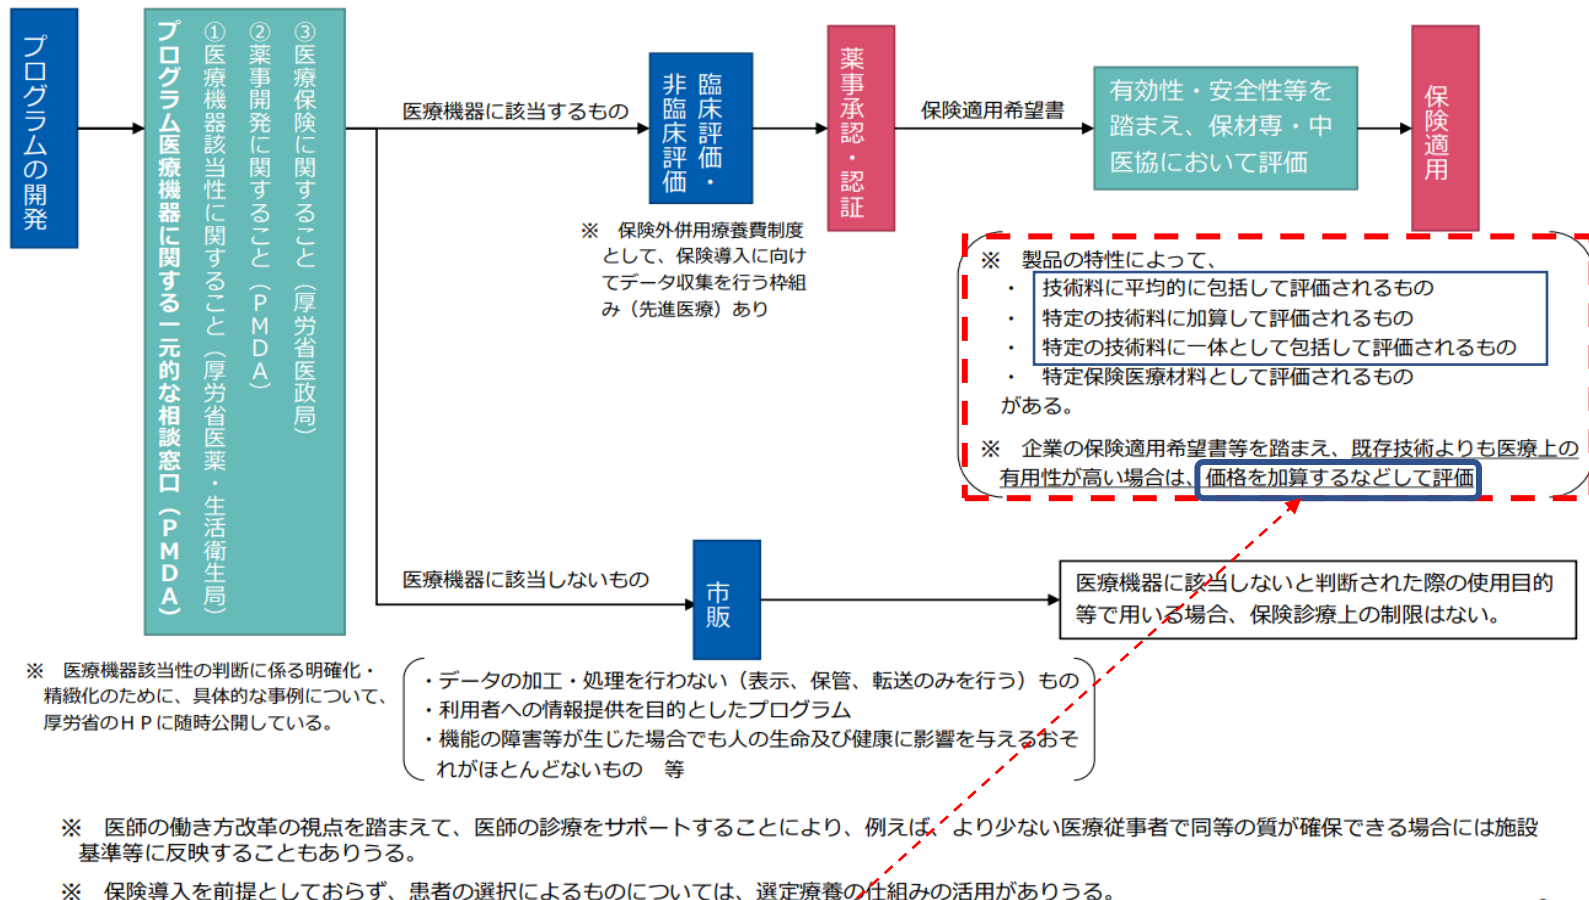 プログラムの開発
プログラム医療機器に関する一元的な相談窓口（ＰＭＤＡ）
①医療機器該当性に関すること（厚労省医薬・生活衛生局）
②薬事開発に関すること（ＰＭＤＡ）
③医療保険に関すること（厚労省医政局）
医療機器に該当するもの
臨床評価・
非臨床評価
※　保険外併用療養費制度
として、保険導入に向け
てデータ収集を行う枠組
み（先進医療）あり
薬事承認・認証
保険適用希望書
有効性・安全性等を
踏まえ、保材専・中
医協において評価
保険適用
※　製品の特性によって、
・　技術料に平均的に包括して評価されるもの
・　特定の技術料に加算して評価されるもの
・　特定の技術料に一体として包括して評価されるもの
・　特定保険医療材料として評価されるもの
がある。
※　企業の保険適用希望書等を踏まえ、既存技術よりも医療上の
有用性が高い場合は、価格を加算するなどして評価
医療機器に該当しないもの
市販
医療機器に該当しないと判断された際の使用目的
等で用いる場合、保険診療上の制限はない。
※　医療機器該当性の判断に係る明確化・
精緻化のために、具体的な事例について、
厚労省のＨＰに随時公開している。
・データの加工・処理を行わない（表示、保管、転送のみを行う）もの
・利用者への情報提供を目的としたプログラム
・機能の障害等が生じた場合でも人の生命及び健康に影響を与えるおそ
れがほとんどないもの　等
※　医師の働き方改革の視点を踏まえて、医師の診療をサポートすることにより、例えば、より少ない医療従事者で同等の質が確保できる場合には施設
基準等に反映することもありうる。
※　保険導入を前提としておらず、患者の選択によるものについては、選定療養の仕組みの活用がありうる。